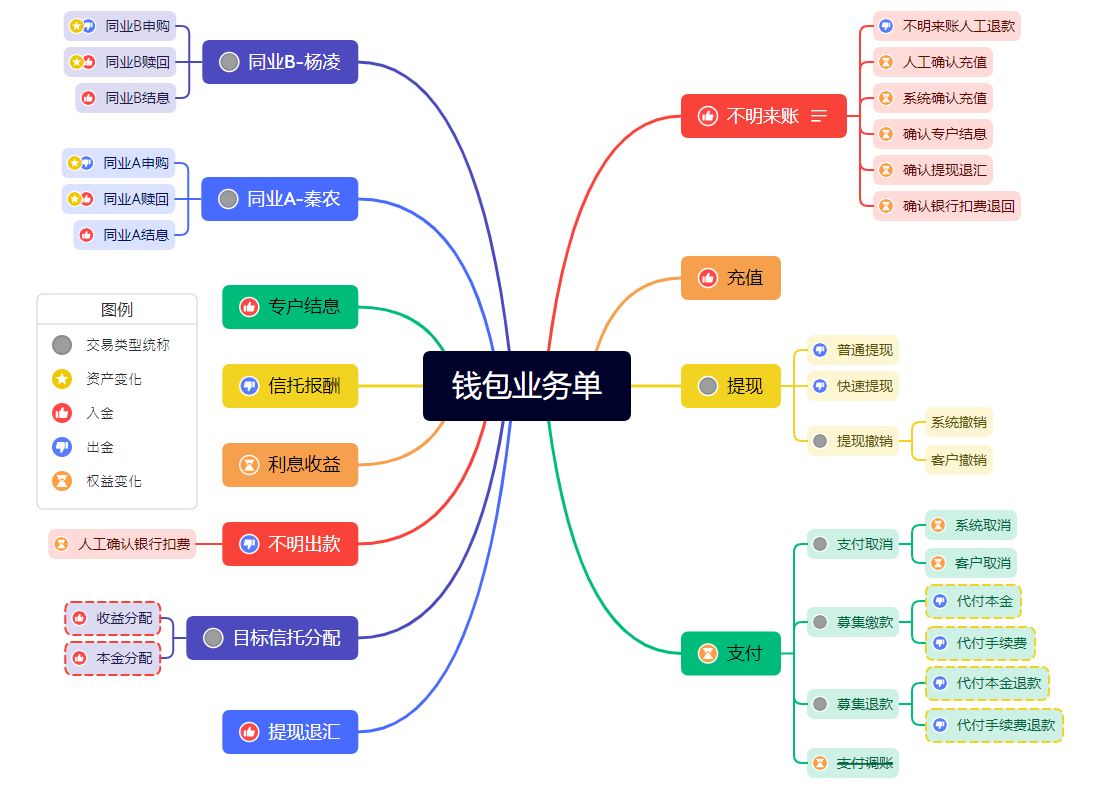 钱包业务单
同业B-杨凌
同业B申购
同业B赎回
同业B结息
同业A-秦农
同业A申购
同业A赎回
同业A结息
专户结息
信托报酬
利息收益
不明出款
人工确认银行扣费
目标信托分配
收益分配
本金分配
提现退汇
图例
交易类型统称
资产变化
入金
出金
权益变化
不明来账
不明来账人工退款
人工确认充值
系统确认充值
确认专户结息
确认提现退汇
确认银行扣费退回
充值
提现
普通提现
快速提现
提现撤销
系统撤销
客户撤销
支付
支付取消
系统取消
客户取消
募集缴款
代付本金
代付手续费
募集退款
代付本金退款
代付手续费退款
支付调账